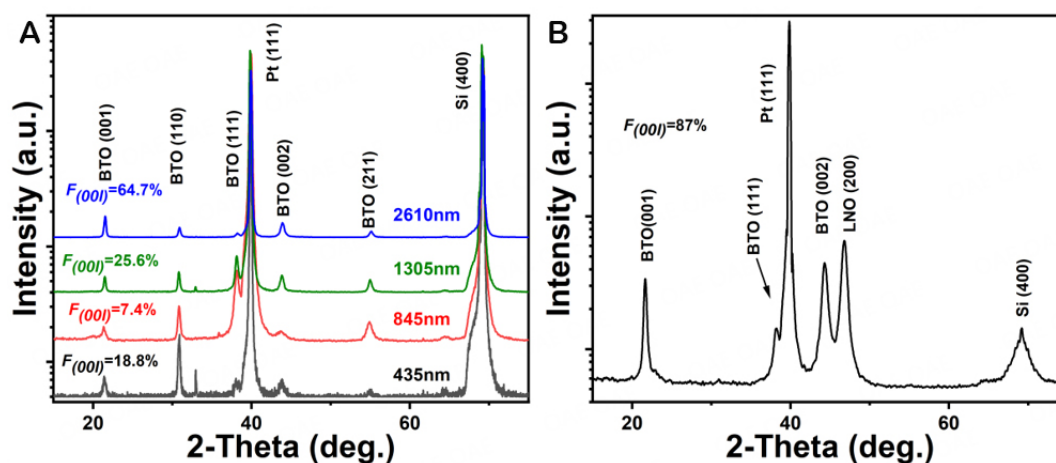 A
Intensity (a.u.)
BTO (001)
BTO (110)
BTO (111)
Pt (111)
BTO (002)
BTO (211)
Si (400)
F(00l)=64.7%
2610nm
F(00l)=25.6%
1305nm
F(00l)=7.4%
845nm
F(00l)=18.8%
435nm
20
40
60
2-Theta (deg.)
B
Intensity (a.u.)
F(00l)=87%
BTO(001)
BTO (111)
Pt (111)
BTO (002)
LNO (200)
Si (400)
20
40
60
2-Theta (deg.)